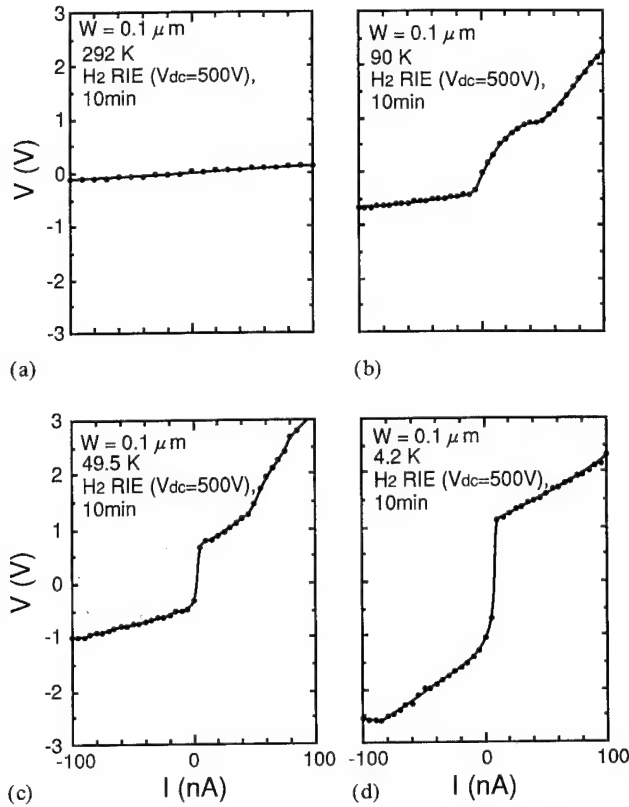 W = 0.1 μm
292 K
H2 RIE (Vdc=500V),
10min
3
2
1
0
-1
-2
-3
V (V)
(a)
W = 0.1 μm
90 K
H2 RIE (Vdc=500V),
10min
(b)
W = 0.1 μm
49.5 K
H2 RIE (Vdc=500V),
10min
3
2
1
0
-1
-2
-3
V (V)
-100
0
100
I (nA)
(c)
W = 0.1 μm
4.2 K
H2 RIE (Vdc=500V),
10min
-100
0
100
I (nA)
(d)